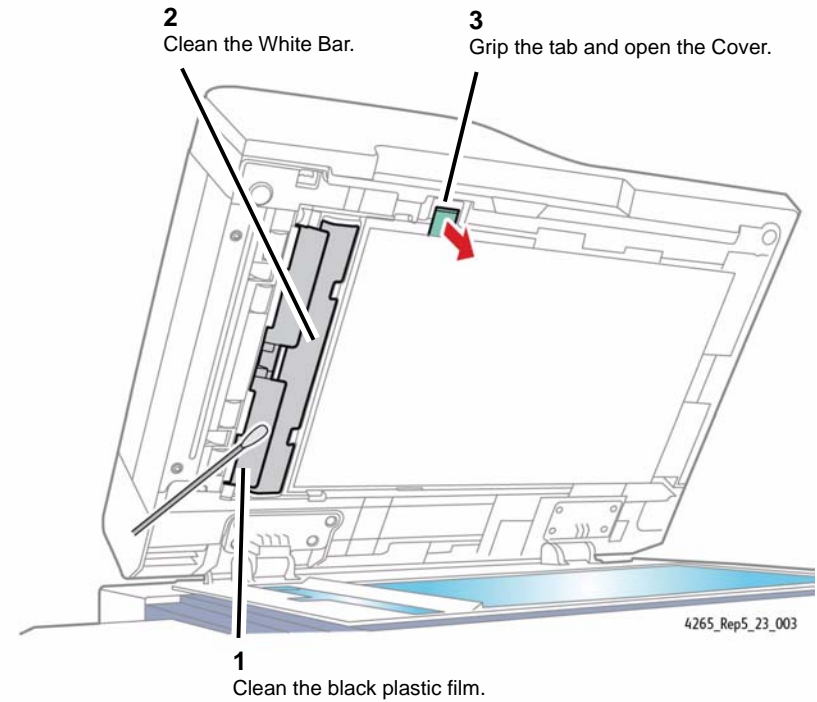 2
Clean the White Bar.
3
Grip the tab and open the Cover.
4265_Rep5_23_003
1
Clean the black plastic film.